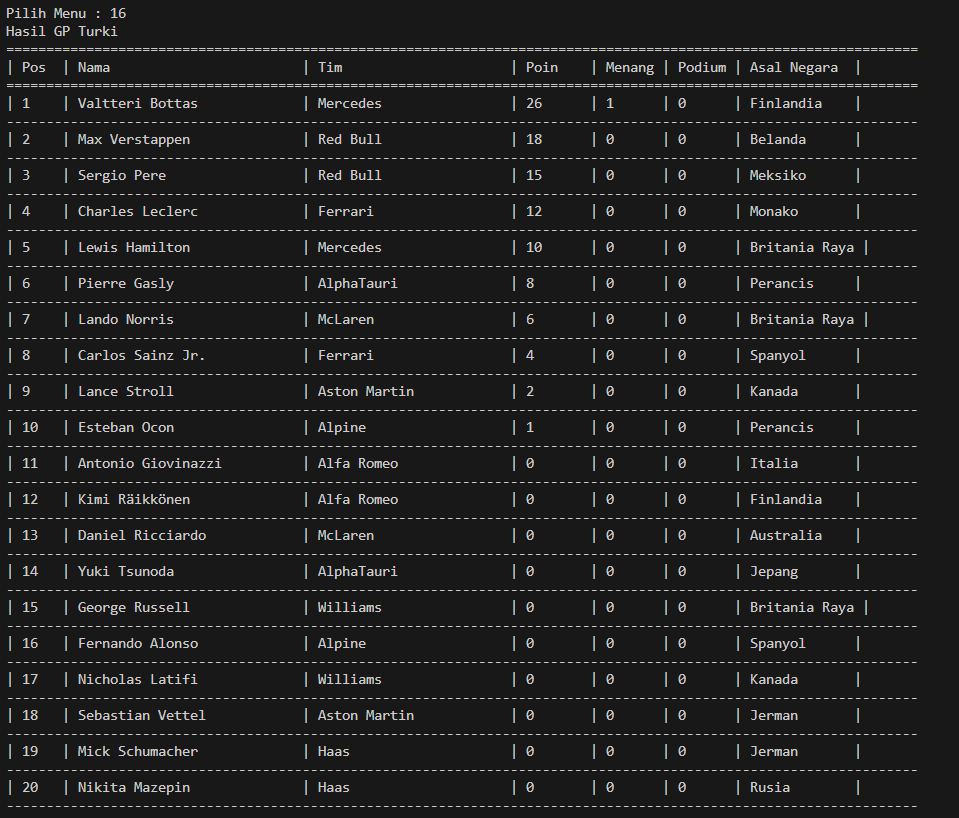 Pilih Menu : 16
Hasil GP Turki
==================================================================================================================
| Pos  | Nama                        | Tim                     | Poin    | Menang | Podium | Asal Negara  |
==================================================================================================================
| 1    | Valtteri Bottas             | Mercedes                | 26      | 1      | 0      | Finlandia    |
------------------------------------------------------------------------------------------------------------------
| 2    | Max Verstappen              | Red Bull                | 18      | 0      | 0      | Belanda      |
------------------------------------------------------------------------------------------------------------------
| 3    | Sergio Pere                 | Red Bull                | 15      | 0      | 0      | Meksiko      |
------------------------------------------------------------------------------------------------------------------
| 4    | Charles Leclerc             | Ferrari                 | 12      | 0      | 0      | Monako       |
------------------------------------------------------------------------------------------------------------------
| 5    | Lewis Hamilton              | Mercedes                | 10      | 0      | 0      | Britania Raya |
------------------------------------------------------------------------------------------------------------------
| 6    | Pierre Gasly                | AlphaTauri              | 8       | 0      | 0      | Perancis     |
------------------------------------------------------------------------------------------------------------------
| 7    | Lando Norris                | McLaren                 | 6       | 0      | 0      | Britania Raya |
------------------------------------------------------------------------------------------------------------------
| 8    | Carlos Sainz Jr.            | Ferrari                 | 4       | 0      | 0      | Spanyol      |
------------------------------------------------------------------------------------------------------------------
| 9    | Lance Stroll                | Aston Martin            | 2       | 0      | 0      | Kanada       |
------------------------------------------------------------------------------------------------------------------
| 10   | Esteban Ocon                | Alpine                  | 1       | 0      | 0      | Perancis     |
------------------------------------------------------------------------------------------------------------------
| 11   | Antonio Giovinazzi          | Alfa Romeo              | 0       | 0      | 0      | Italia       |
------------------------------------------------------------------------------------------------------------------
| 12   | Kimi Räikkönen              | Alfa Romeo              | 0       | 0      | 0      | Finlandia    |
------------------------------------------------------------------------------------------------------------------
| 13   | Daniel Ricciardo            | McLaren                 | 0       | 0      | 0      | Australia    |
------------------------------------------------------------------------------------------------------------------
| 14   | Yuki Tsunoda                | AlphaTauri              | 0       | 0      | 0      | Jepang       |
------------------------------------------------------------------------------------------------------------------
| 15   | George Russell              | Williams                | 0       | 0      | 0      | Britania Raya |
------------------------------------------------------------------------------------------------------------------
| 16   | Fernando Alonso             | Alpine                  | 0       | 0      | 0      | Spanyol      |
------------------------------------------------------------------------------------------------------------------
| 17   | Nicholas Latifi             | Williams                | 0       | 0      | 0      | Kanada       |
------------------------------------------------------------------------------------------------------------------
| 18   | Sebastian Vettel            | Aston Martin            | 0       | 0      | 0      | Jerman       |
------------------------------------------------------------------------------------------------------------------
| 19   | Mick Schumacher             | Haas                    | 0       | 0      | 0      | Jerman       |
------------------------------------------------------------------------------------------------------------------
| 20   | Nikita Mazepin              | Haas                    | 0       | 0      | 0      | Rusia        |
------------------------------------------------------------------------------------------------------------------